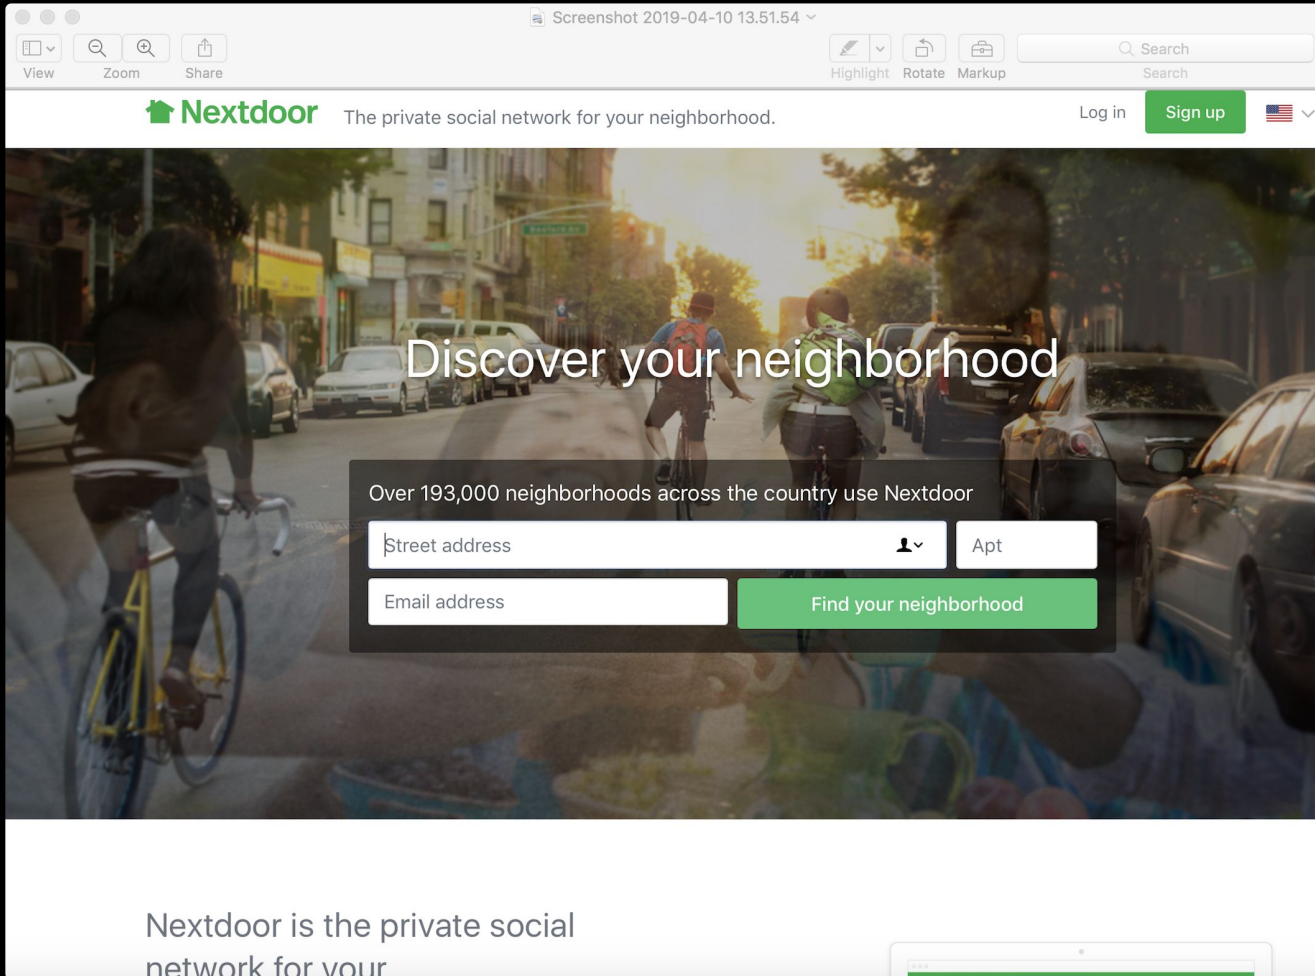 Screenshot 2019-04-10 13.51.54
Search
View
Zoom
Share
Highlight
Rotate
Markup
Search
Nextdoor
The private social network for your neighborhood.
Log in
Sign up
Discover your neighborhood
Over 193,000 neighborhoods across the country use Nextdoor
Street address
Apt
Email address
Find your neighborhood
Nextdoor is the private social
network for your